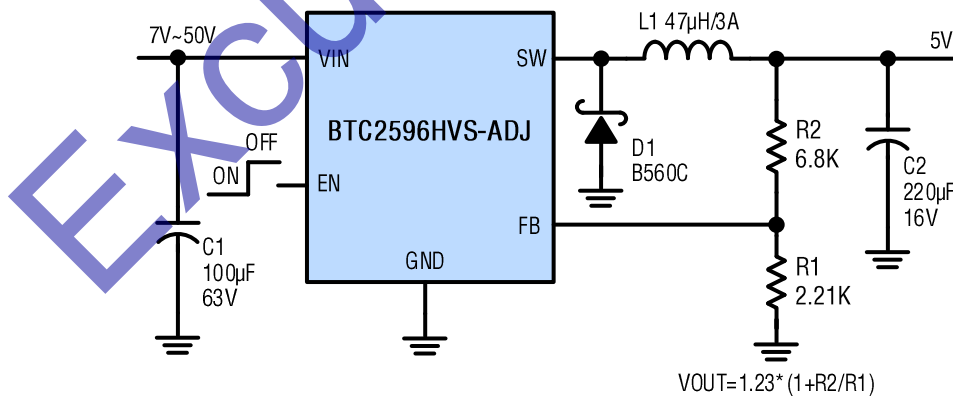 L1 47µH/3A
7V~50V
5V
VIN
SW
BTC2596HVS-ADJ
OFF
ON
EN
D1
B560C
R2
6.8K
C2
220µF
16V
FB
C1
100µF
63V
GND
R1
2.21K
VOUT=1.23*(1+R2/R1)